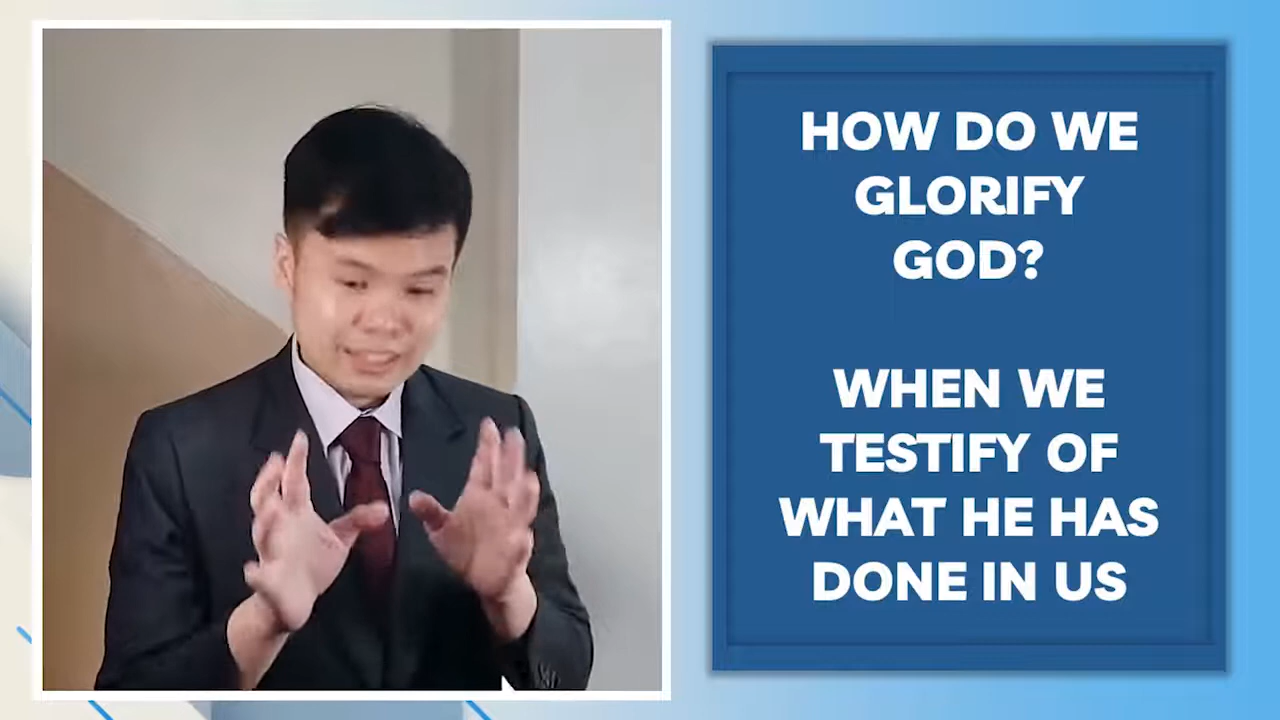 HOW DO WE
GLORIFY
GOD?
WHEN WE
TESTIFY OF
WHAT HE HAS
DONE IN US